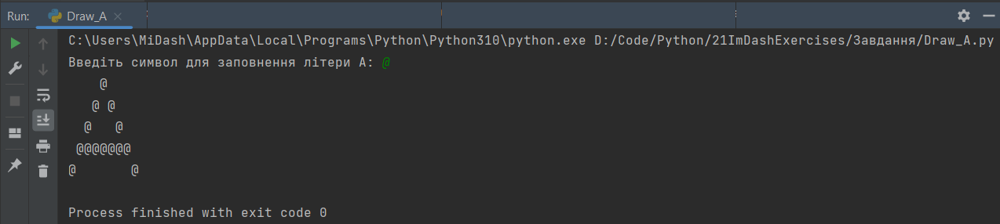 Run: Draw_A
C:\Users\MiDash\AppData\Local\Programs\Python\Python310\python.exe D:/Code/Python/21ImDashExercises/Завдання/Draw_A.py
Введіть символ для заповнення літери А: @
    @
   @ @
  @   @
 @@@@@@@
@       @
Process finished with exit code 0